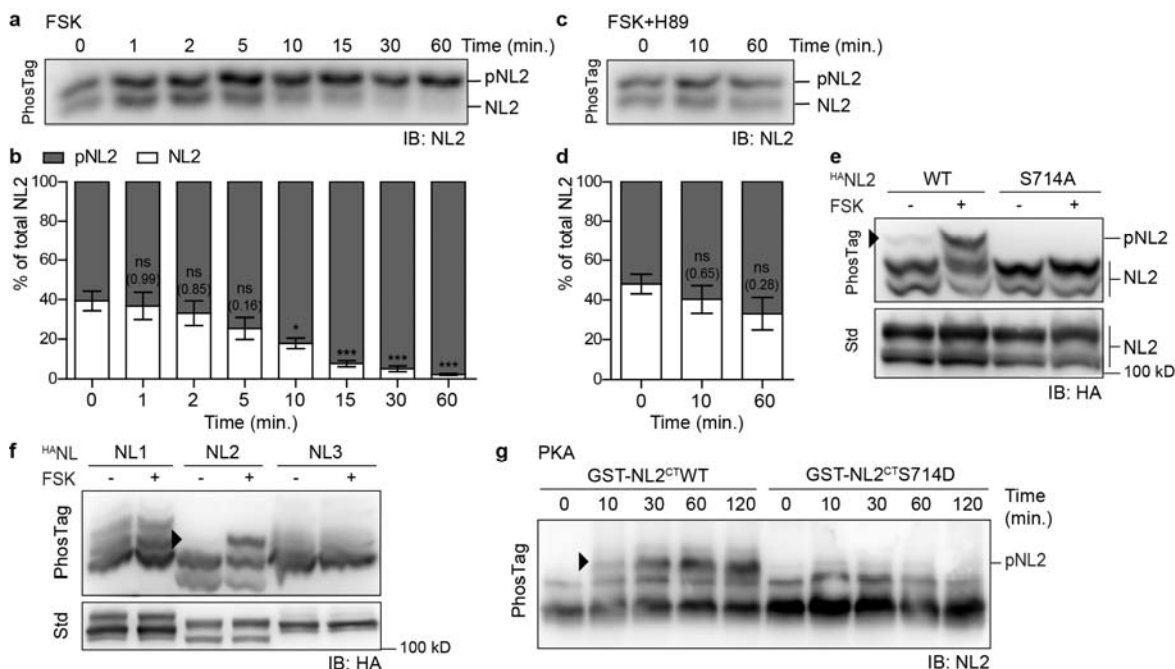 a FSK
0 1 2 5 10 15 30 60 Time (min.)
PhosTag
pNL2
NL2
IB: NL2
b pNL2 NL2
% of total NL2
100
80
60
40
20
0
ns
(0.99)
ns
(0.85)
ns
(0.16)
*
***
***
***
0 1 2 5 10 15 30 60
Time (min.)
c FSK+H89
0 10 60 Time (min.)
PhosTag
pNL2
NL2
IB: NL2
d
% of total NL2
100
80
60
40
20
0
ns
(0.65)
ns
(0.28)
0 10 60
Time (min.)
e
HANL2 WT S714A
FSK - + - +
PhosTag
pNL2
NL2
Std
NL2
100 kD
IB: HA
f HANL NL1 NL2 NL3
FSK - + - + - +
PhosTag
Std
100 kD
IB: HA
g PKA
GST-NL2CTWT GST-NL2CTS714D
0 10 30 60 120 0 10 30 60 120 Time
(min.)
PhosTag
pNL2
IB: NL2